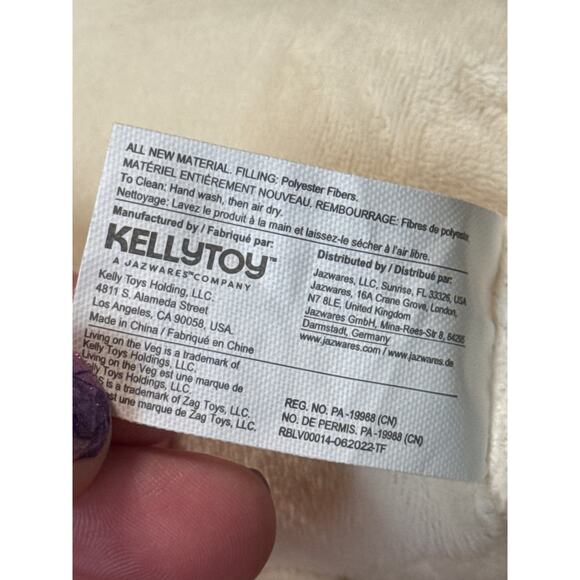 ALL NEW MATERIAL. FILLING: Polyester Fibers.
MATÉRIEL ENTIÈREMENT NOUVEAU. REMBOURRAGE: Fibres de polyester
To Clean: Hand wash, then air dry.
Nettoyage: Lavez le produit à la main et laissez-le sécher à l'air libre.
Manufactured by / Fabriqué par:
KELLYTOY™
A JAZWARES™ COMPANY
Kelly Toys Holding, LLC.
4811 S. Alameda Street
Los Angeles, CA 90058, USA.
Made in China / Fabriqué en Chine
Distributed by / Distribué par:
Jazwares, LLC, Sunrise, FL 33326, USA
Jazwares, 16A Crane Grove, London,
N7 8LE, United Kingdom
Jazwares GmbH, Mina-Roes-Str 8, 64295
Darmstadt, Germany
www.jazwares.com / www.jazwares.de
Living on the Veg is a trademark of
Kelly Toys Holdings, LLC.
Living on the Veg est une marque de
Kelly Toys Holdings, LLC.
is a trademark of Zag Toys, LLC.
est une marque de Zag Toys, LLC.
REG. NO. PA-19988 (CN)
NO. DE PERMIS. PA-19988 (CN)
RBLV00014-062022-TF